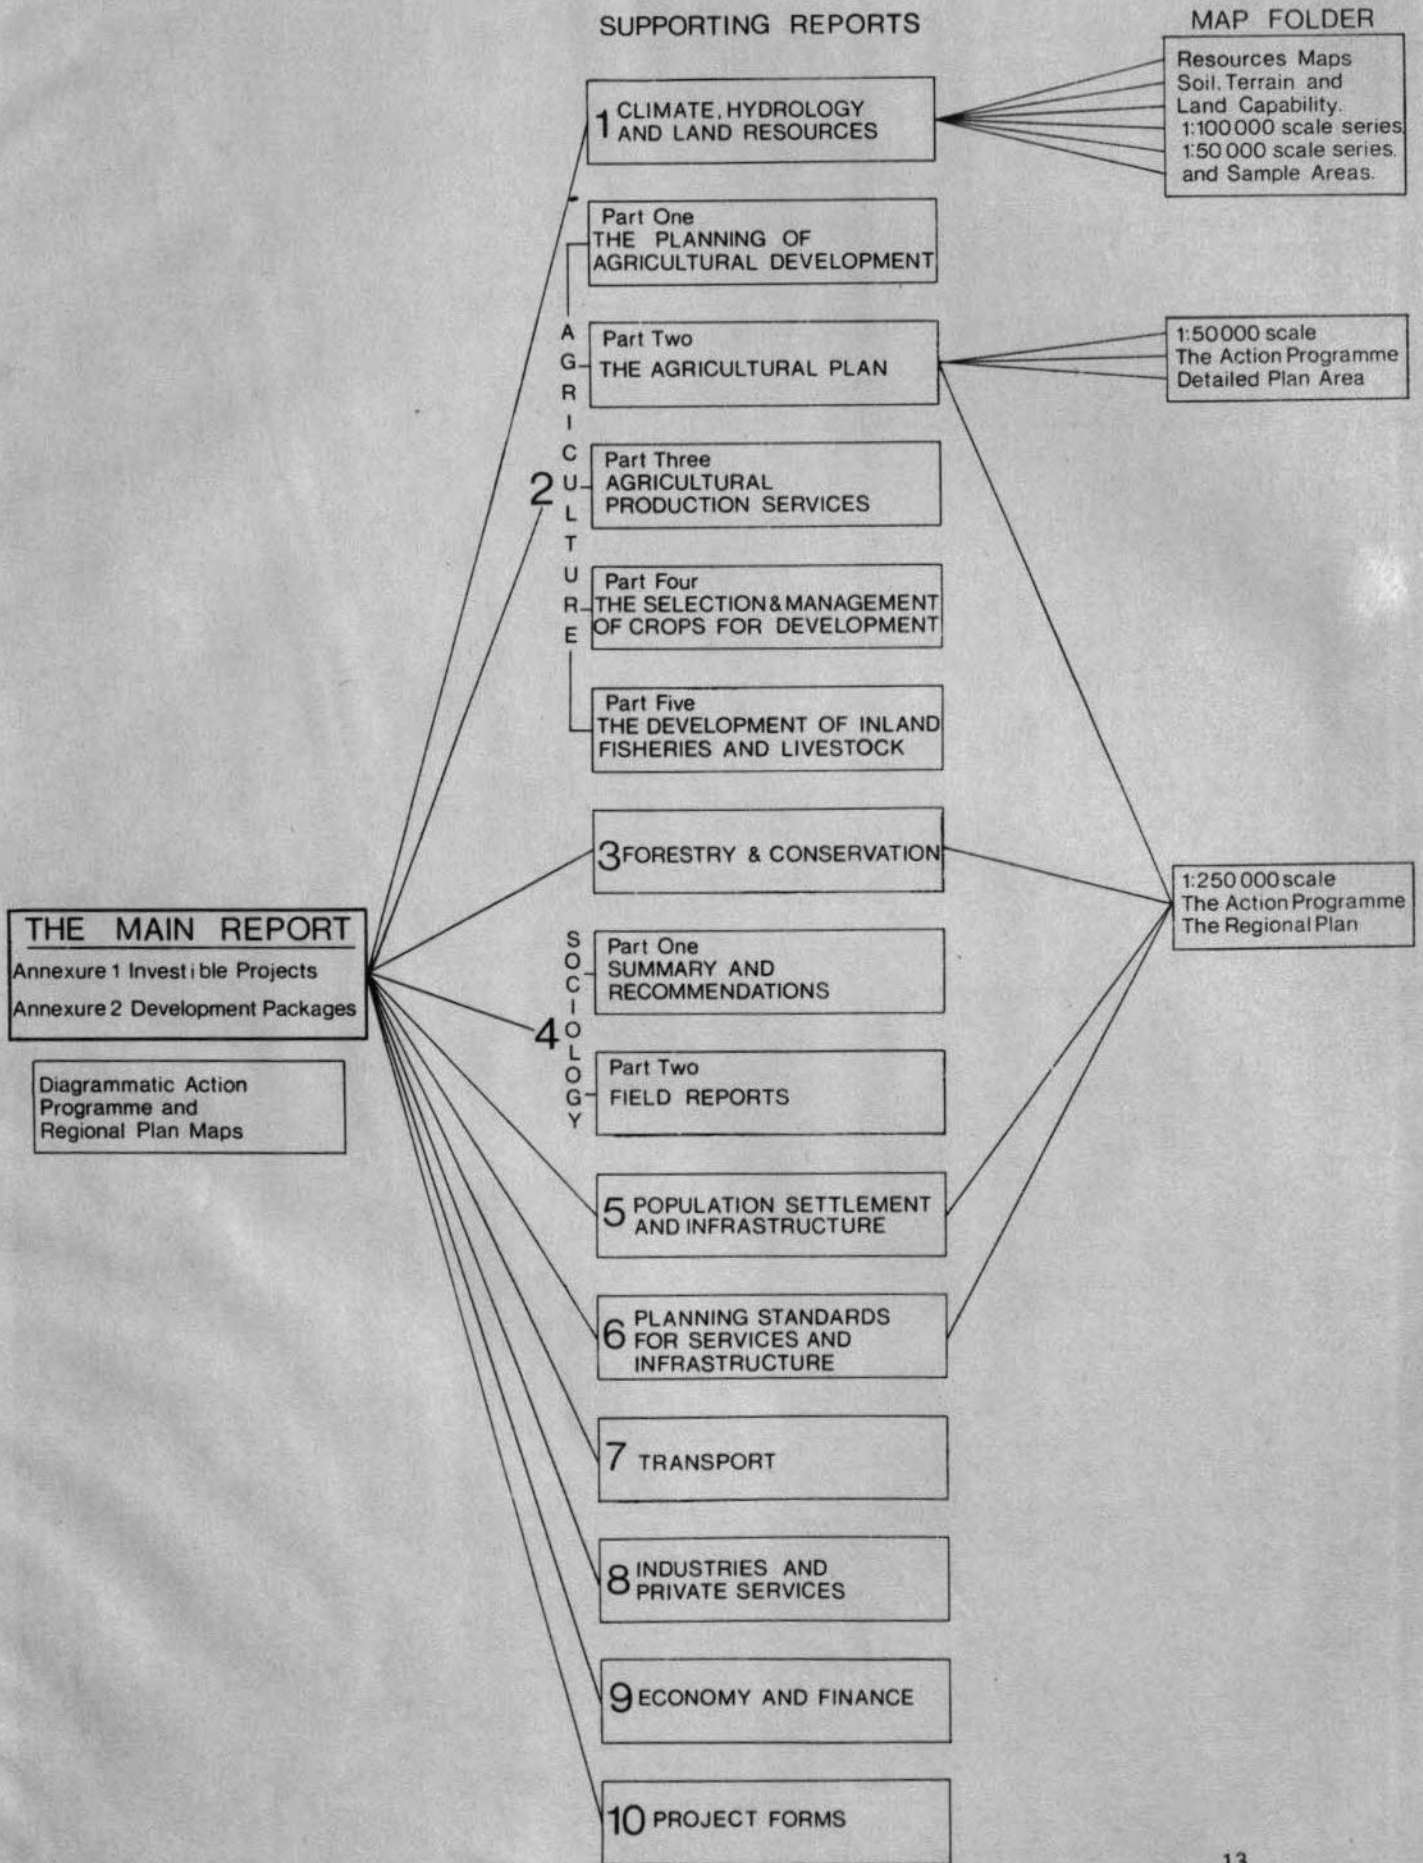 SUPPORTING REPORTS
MAP FOLDER
1 CLIMATE, HYDROLOGY
AND LAND RESOURCES
Resources Maps
Soil, Terrain and
Land Capability.
1:100 000 scale series
1:50 000 scale series.
and Sample Areas.
2 AGRICULTURE
Part One
THE PLANNING OF
AGRICULTURAL DEVELOPMENT
Part Two
THE AGRICULTURAL PLAN
1:50 000 scale
The Action Programme
Detailed Plan Area
Part Three
AGRICULTURAL
PRODUCTION SERVICES
Part Four
THE SELECTION & MANAGEMENT
OF CROPS FOR DEVELOPMENT
Part Five
THE DEVELOPMENT OF INLAND
FISHERIES AND LIVESTOCK
3 FORESTRY & CONSERVATION
1:250 000 scale
The Action Programme
The Regional Plan
THE MAIN REPORT
Annexure 1 Investible Projects
Annexure 2 Development Packages
Diagrammatic Action
Programme and
Regional Plan Maps
4 SOCIOLOGY
Part One
SUMMARY AND
RECOMMENDATIONS
Part Two
FIELD REPORTS
5 POPULATION SETTLEMENT
AND INFRASTRUCTURE
6 PLANNING STANDARDS
FOR SERVICES AND
INFRASTRUCTURE
7 TRANSPORT
8 INDUSTRIES AND
PRIVATE SERVICES
9 ECONOMY AND FINANCE
10 PROJECT FORMS
13